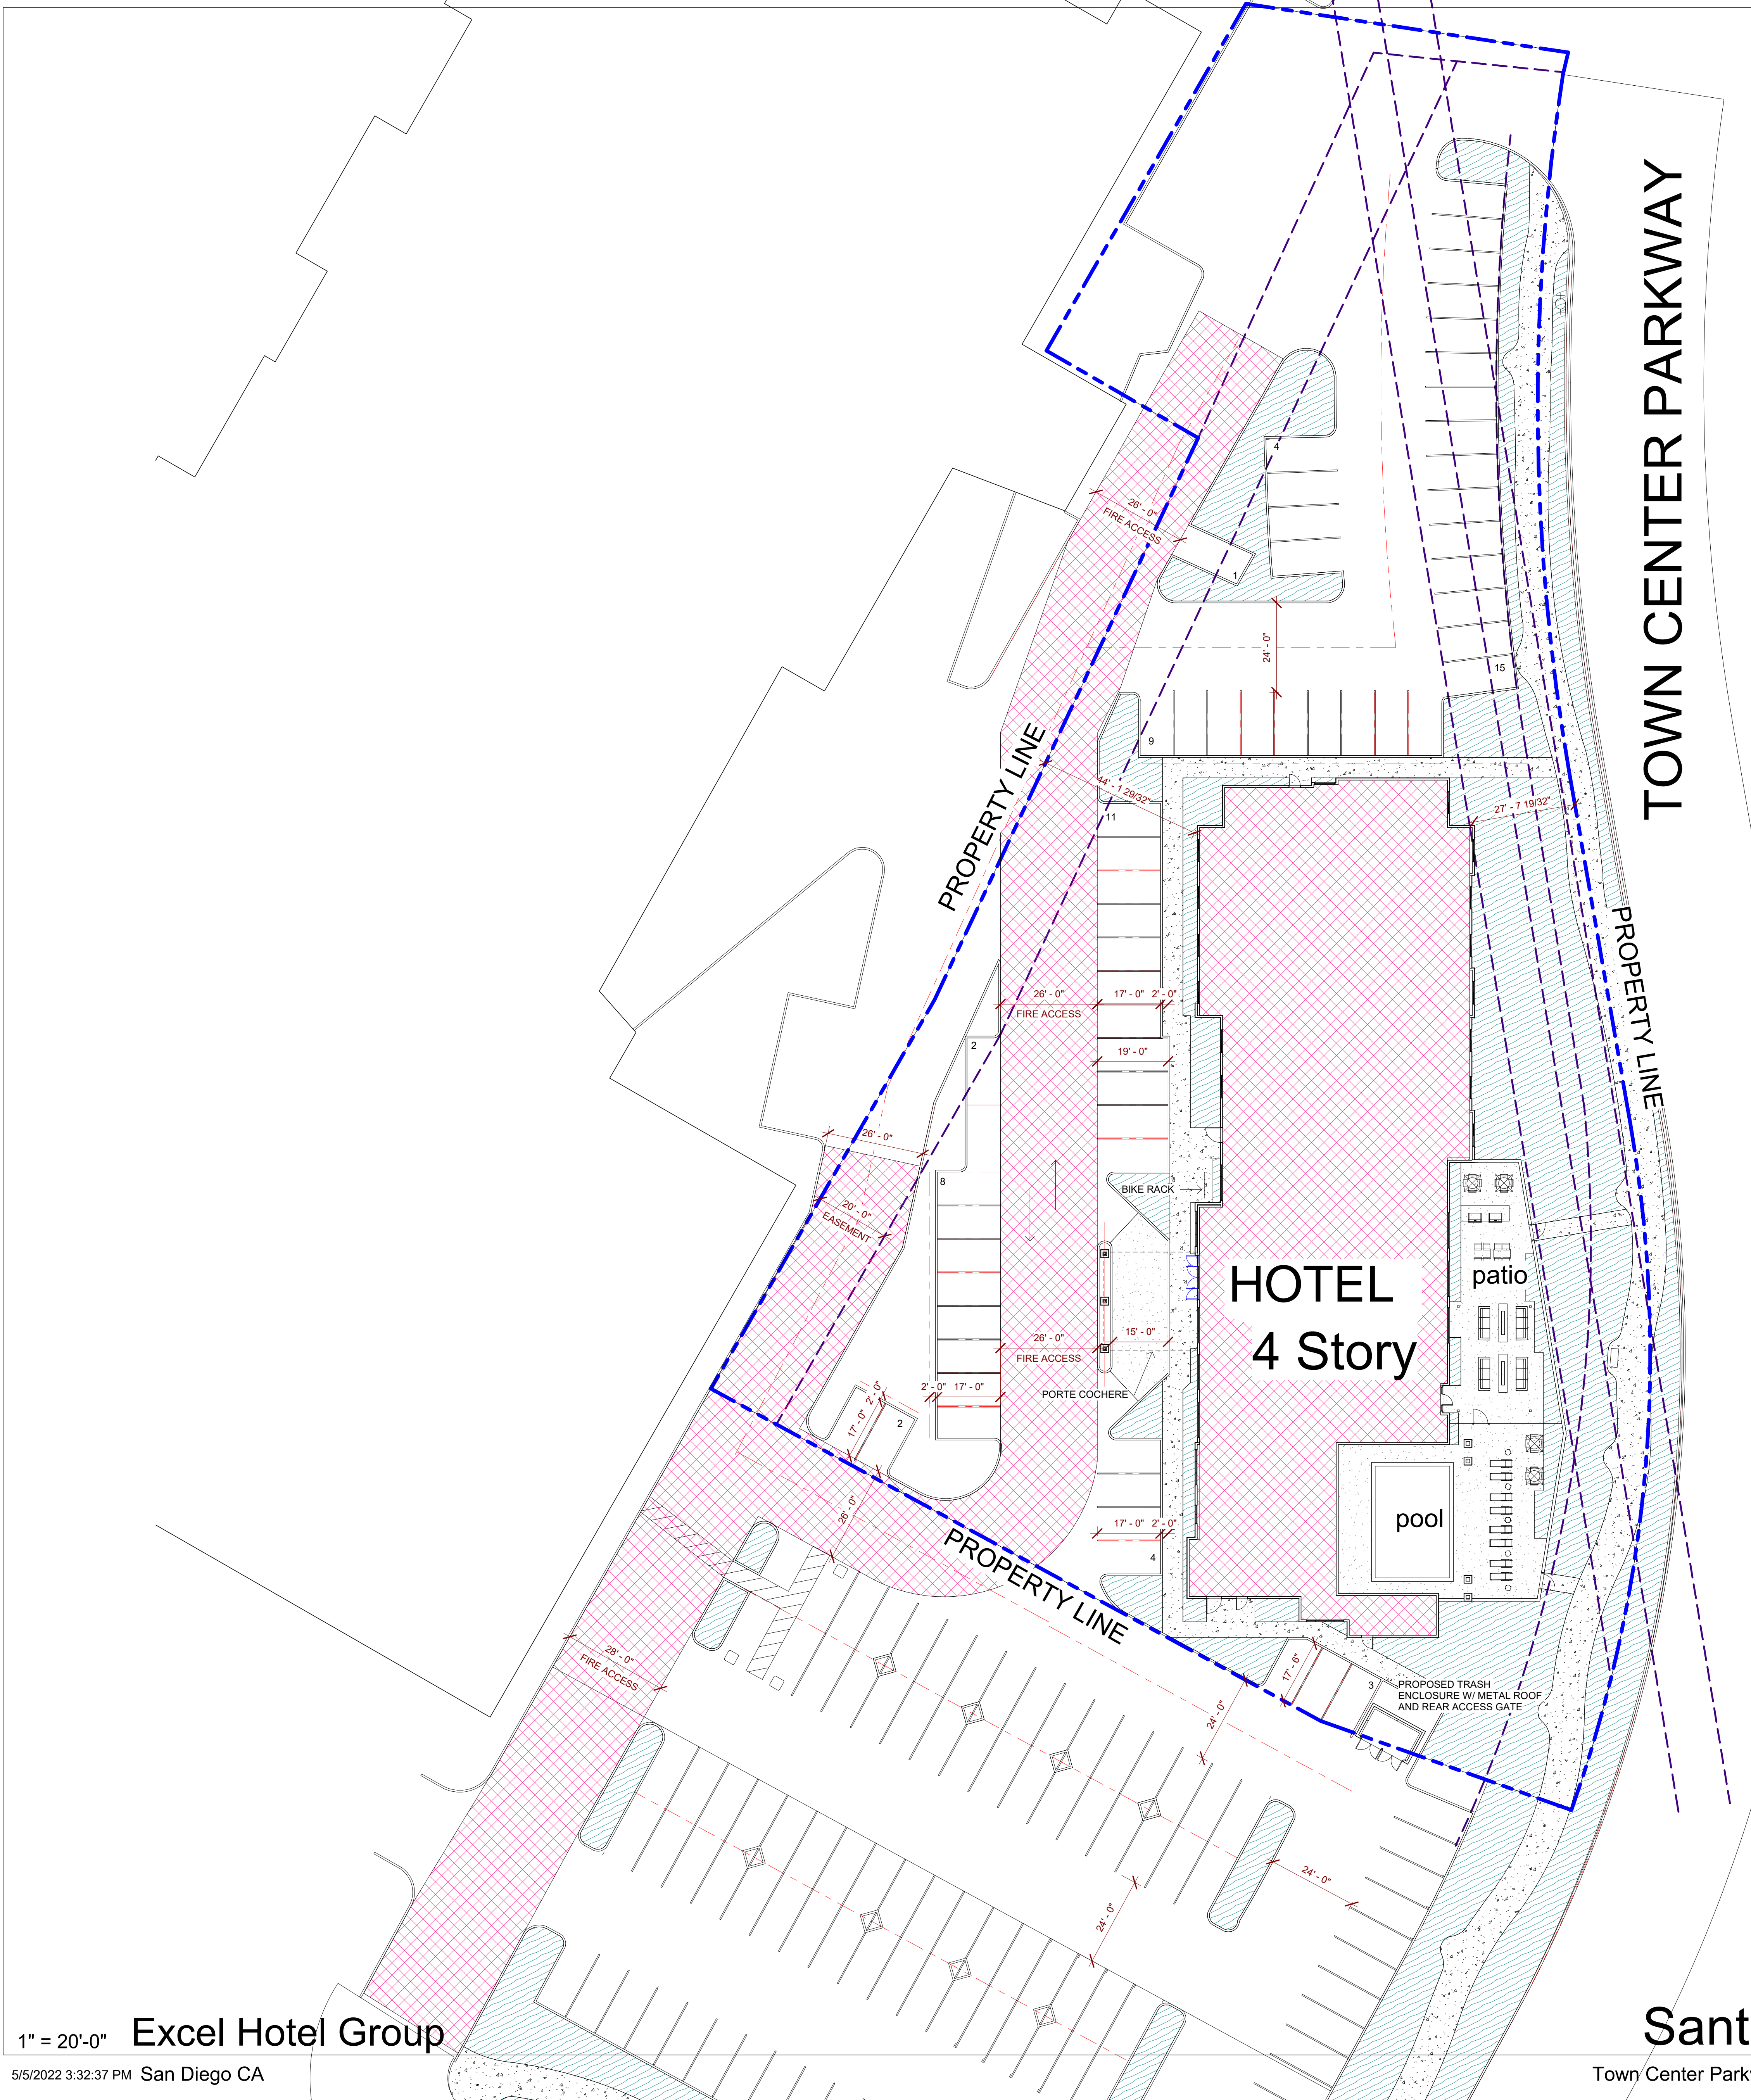 TOWN CENTER PARKWAY
4
26' - 0"
FIRE ACCESS
1
24' - 0"
15
9
PROPERTY LINE
44' - 1 29/32"
27' - 7 19/32"
11
PROPERTY LINE
26' - 0"
FIRE ACCESS
17' - 0"
2' - 0"
2
19' - 0"
26' - 0"
8
BIKE RACK
20' - 0"
EASEMENT
HOTEL
4 Story
patio
26' - 0"
FIRE ACCESS
15' - 0"
PORTE COCHERE
2' - 0"
17' - 0"
2' - 0"
17' - 0"
2
26' - 0"
pool
17' - 0"
2' - 0"
4
PROPERTY LINE
28' - 0"
FIRE ACCESS
17' - 6"
3
PROPOSED TRASH
ENCLOSURE W/ METAL ROOF
AND REAR ACCESS GATE
24' - 0"
24' - 0"
24' - 0"
1" = 20'-0"
Excel Hotel Group
Sant
5/5/2022 3:32:37 PM
San Diego CA
Town Center Park